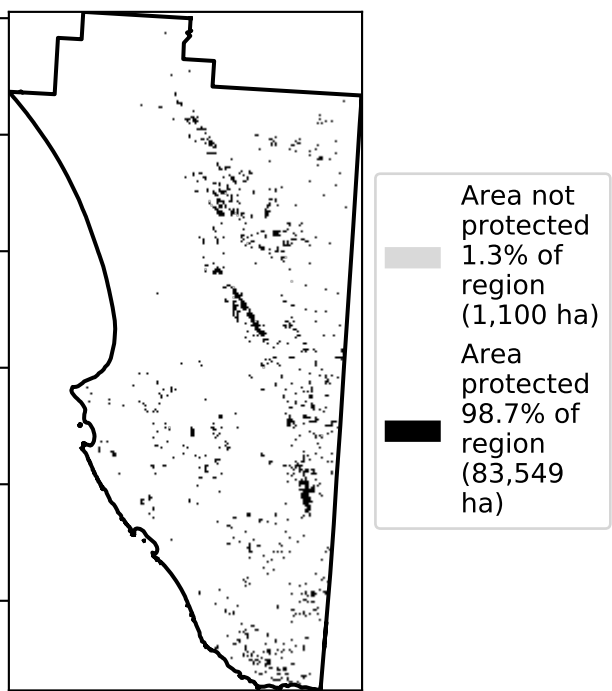 Area not
protected
1.3% of
region
(1,100 ha)
Area
protected
98.7% of
region
(83,549
ha)